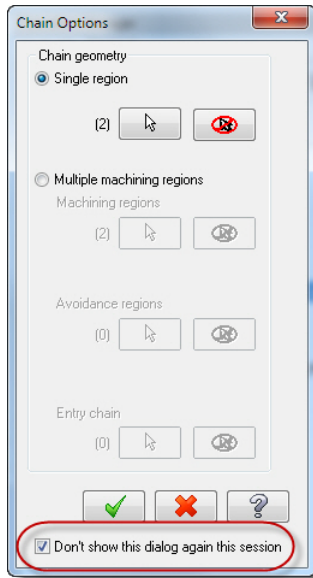 Chain Options
Chain geometry
Single region
(2)
Multiple machining regions
Machining regions
(2)
Avoidance regions
(0)
Entry chain
(0)
Don't show this dialog again this session